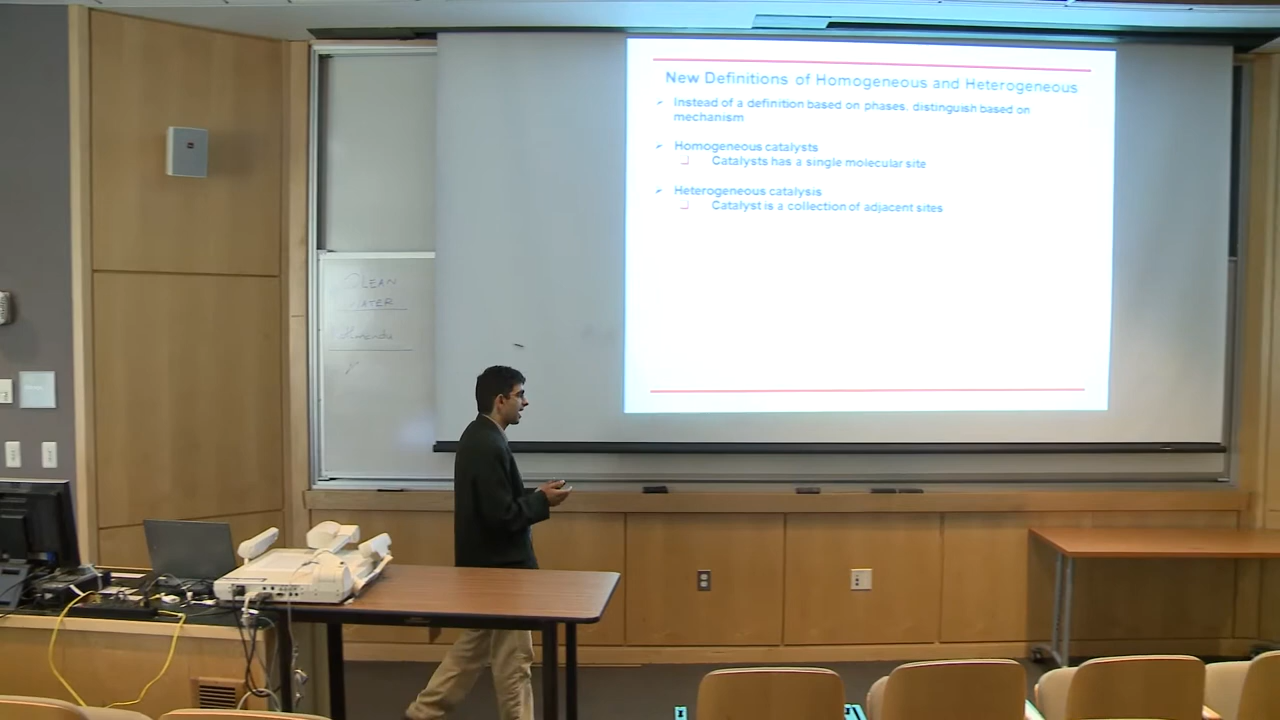 New Definitions of Homogeneous and Heterogeneous
Instead of a definition based on phases, distinguish based on
mechanism
Homogeneous catalysts
Catalysts has a single molecular site
Heterogeneous catalysis
Catalyst is a collection of adjacent sites
CLEAN
WATER